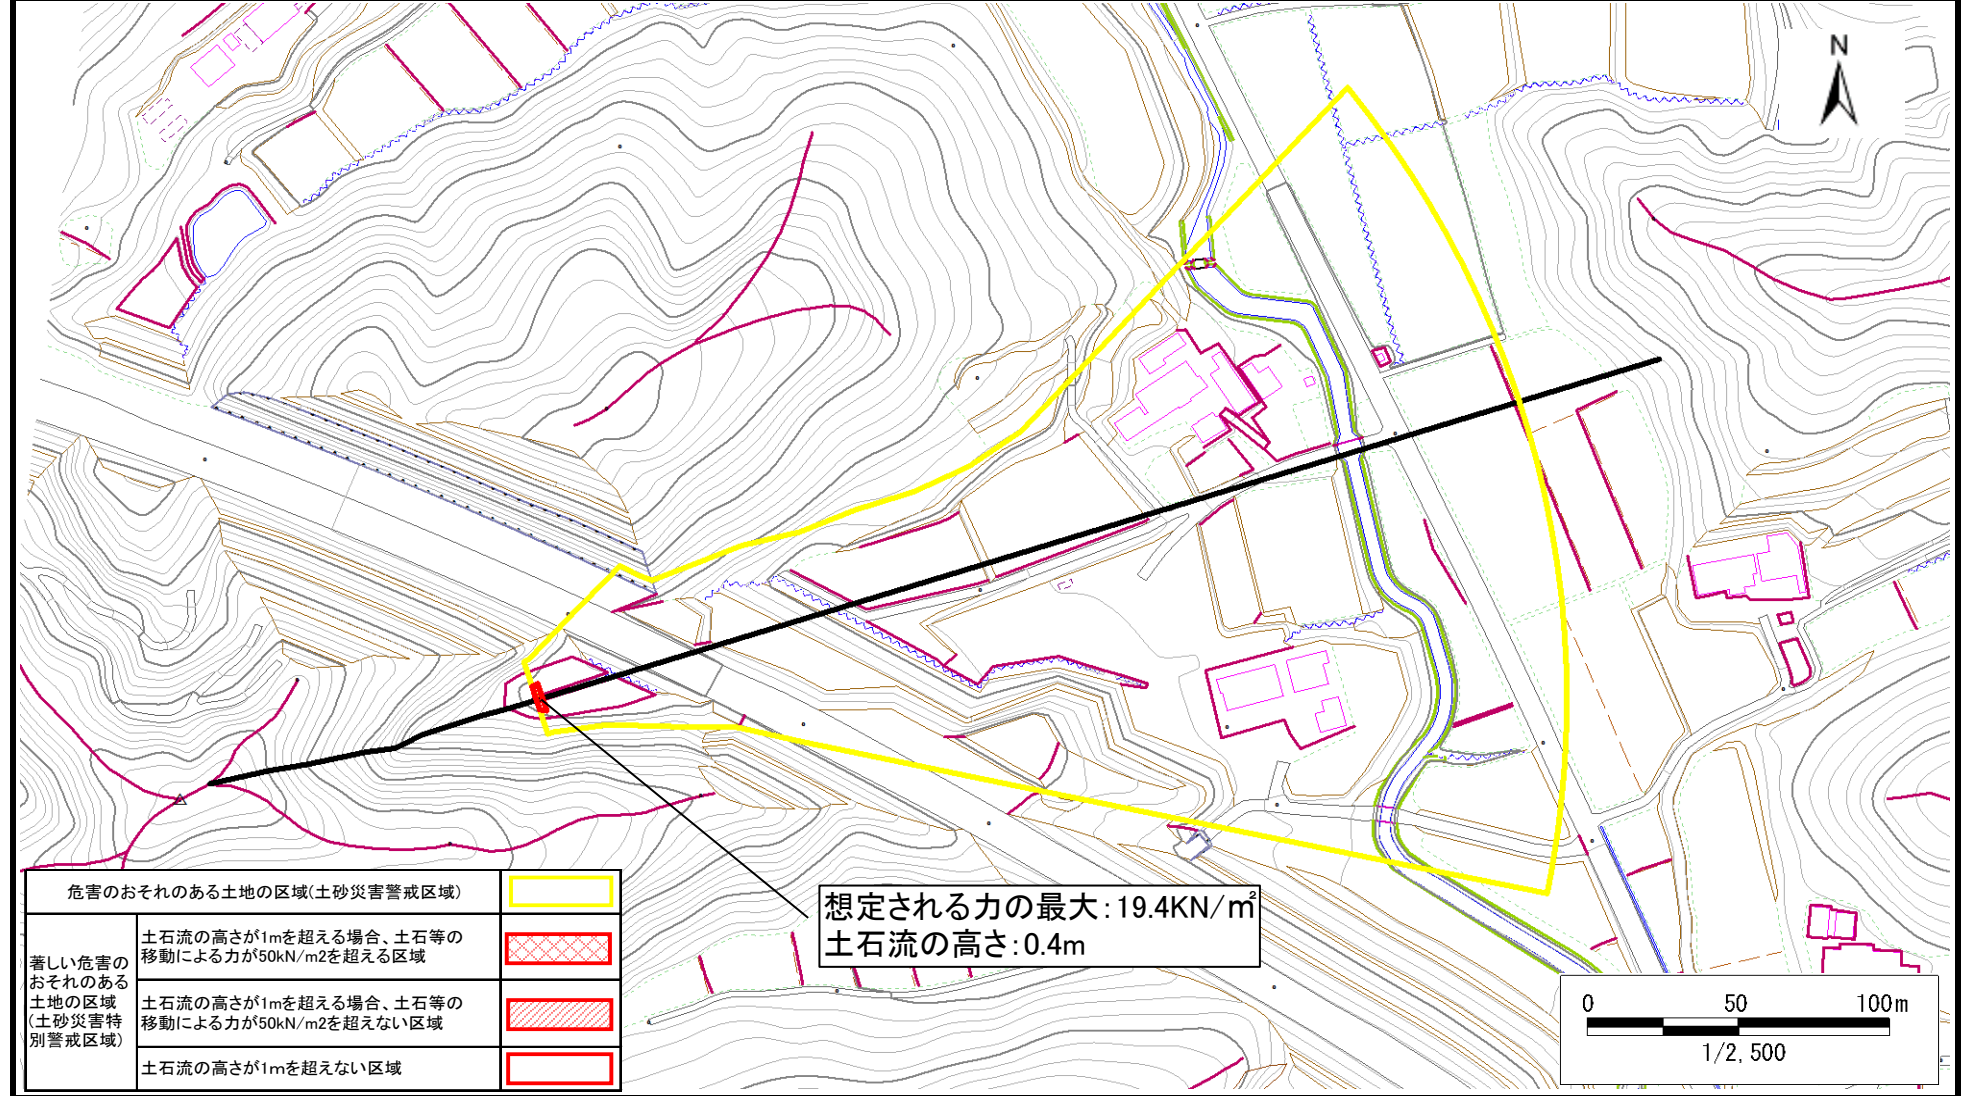 N
危害のおそれのある土地の区域(土砂災害警戒区域)
著しい危害の
おそれのある
土地の区域
(土砂災害特
別警戒区域)
土石流の高さが1mを超える場合、土石等の
移動による力が50kN/m2を超える区域
土石流の高さが1mを超える場合、土石等の
移動による力が50kN/m2を超えない区域
土石流の高さが1mを超えない区域
想定される力の最大:19.4KN/㎡
土石流の高さ:0.4m
0 50 100m
1/2,500